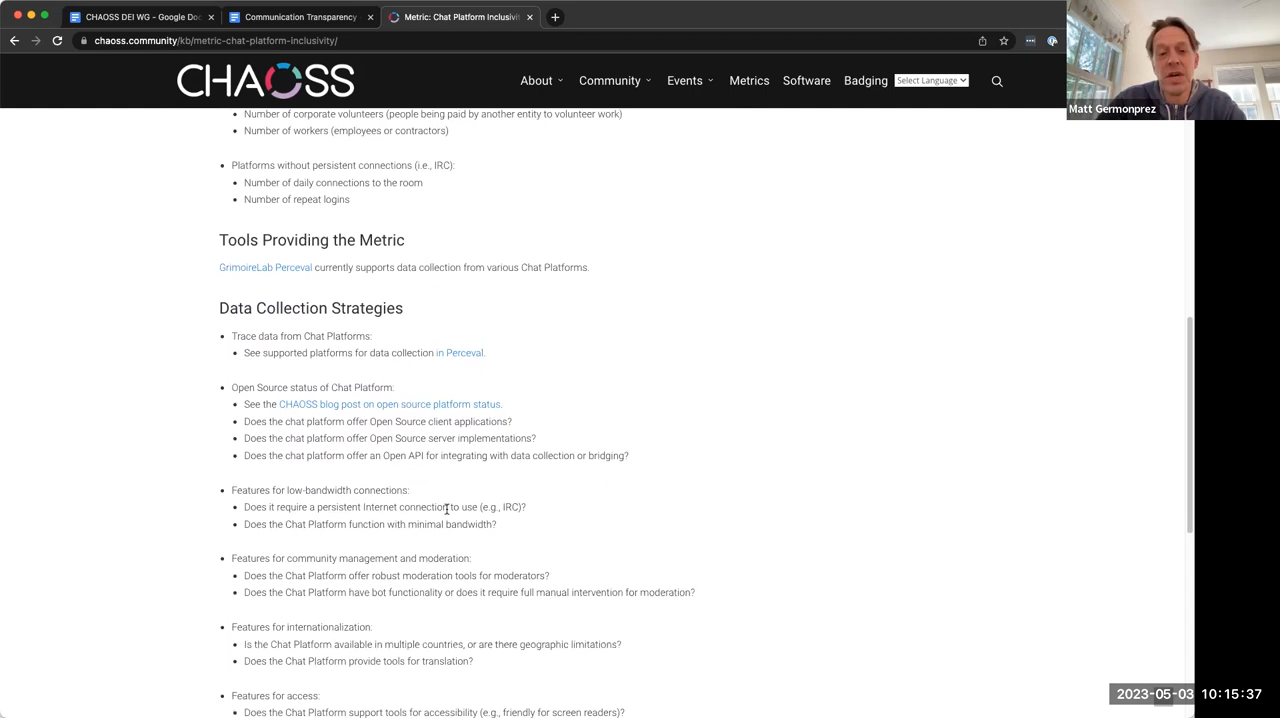 CHAOSS DEI WG - Google Doc
Communication Transparency
Metric: Chat Platform Inclusivi
chaoss.community/kb/metric-chat-platform-inclusivity/
CHAOSS
About
Community
Events
Metrics
Software
Badging
Select Language
Matt Germonprez
Number of corporate volunteers (people being paid by another entity to volunteer work)
Number of workers (employees or contractors)
Platforms without persistent connections (i.e., IRC):
Number of daily connections to the room
Number of repeat logins
Tools Providing the Metric
GrimoireLab Perceval currently supports data collection from various Chat Platforms.
Data Collection Strategies
Trace data from Chat Platforms:
See supported platforms for data collection in Perceval.
Open Source status of Chat Platform:
See the CHAOSS blog post on open source platform status.
Does the chat platform offer Open Source client applications?
Does the chat platform offer Open Source server implementations?
Does the chat platform offer an Open API for integrating with data collection or bridging?
Features for low-bandwidth connections:
Does it require a persistent Internet connection to use (e.g., IRC)?
Does the Chat Platform function with minimal bandwidth?
Features for community management and moderation:
Does the Chat Platform offer robust moderation tools for moderators?
Does the Chat Platform have bot functionality or does it require full manual intervention for moderation?
Features for internationalization:
Is the Chat Platform available in multiple countries, or are there geographic limitations?
Does the Chat Platform provide tools for translation?
Features for access:
Does the Chat Platform support tools for accessibility (e.g., friendly for screen readers)?
2023-05-03 10:15:37